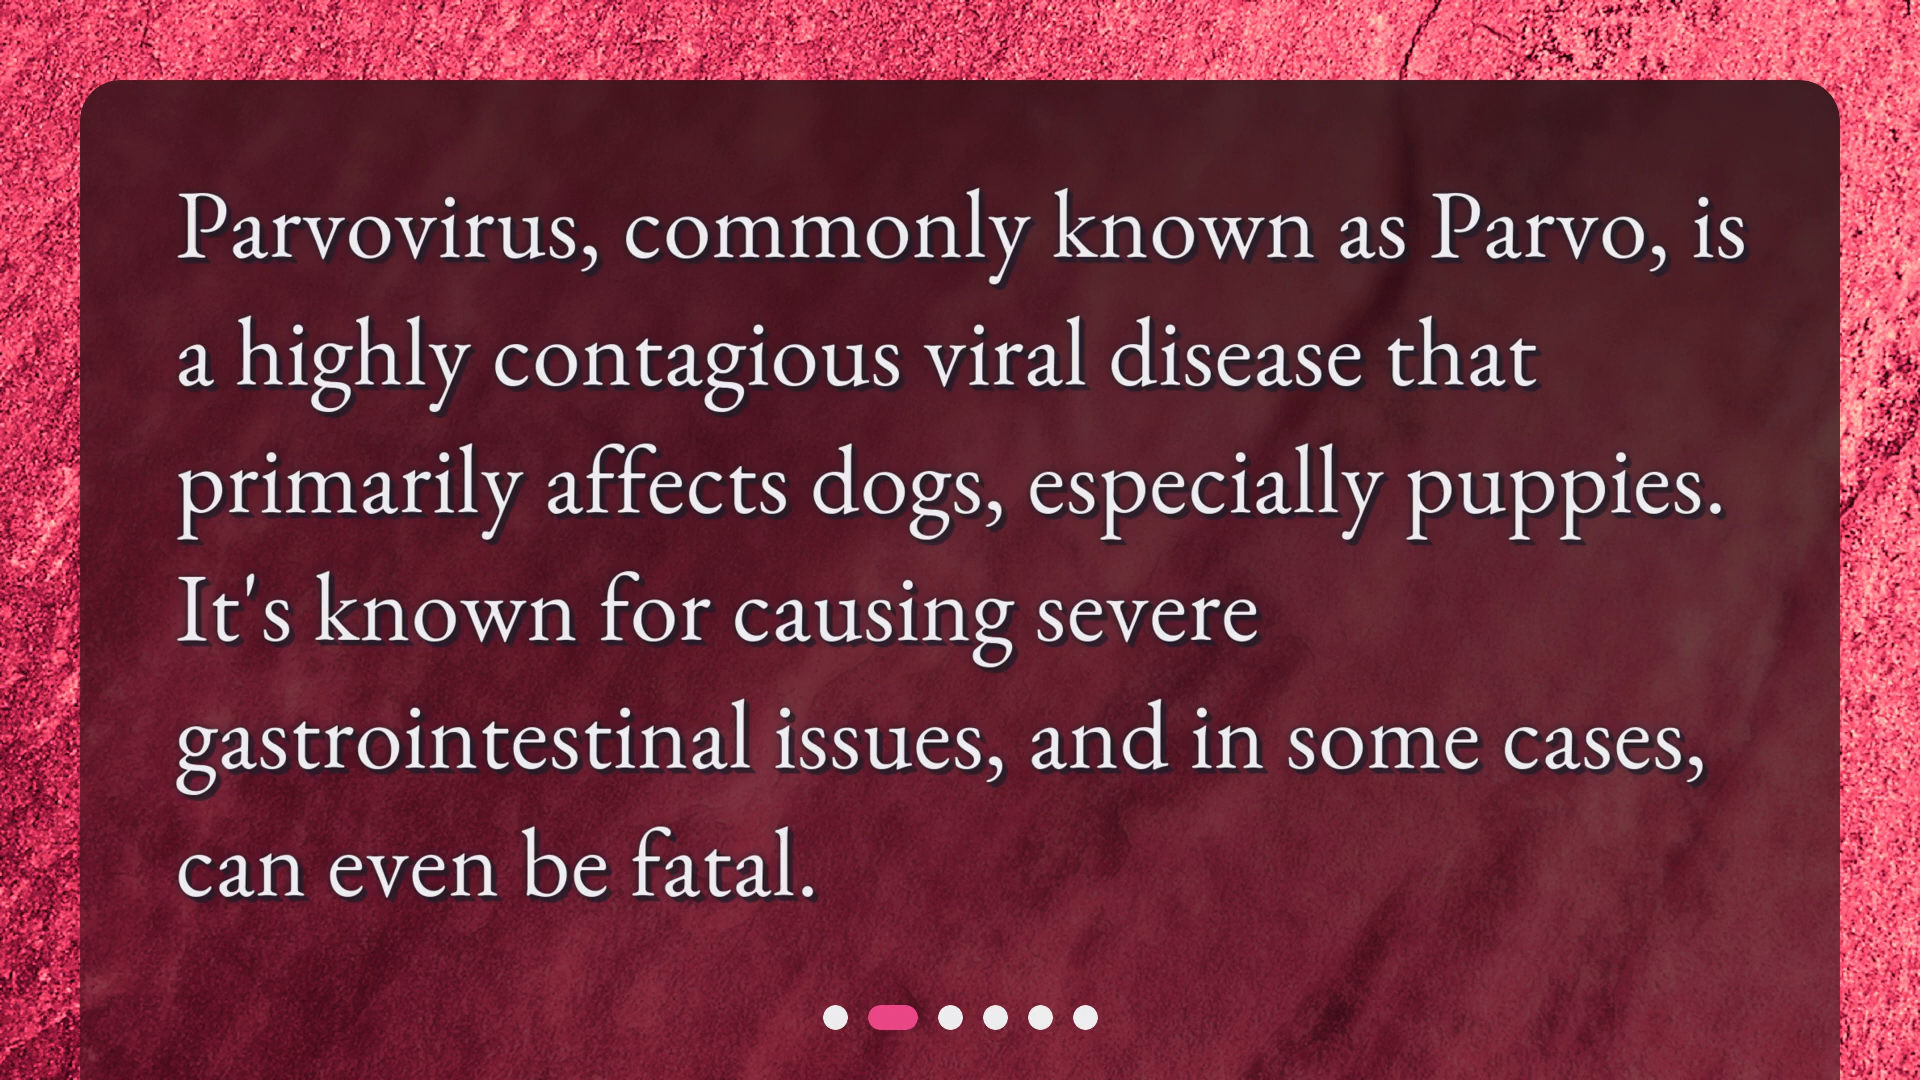 Parvovirus, commonly known as Parvo, is
a highly contagious viral disease that
primarily affects dogs, especially puppies.
It's known for causing severe
gastrointestinal issues, and in some cases,
can even be fatal.